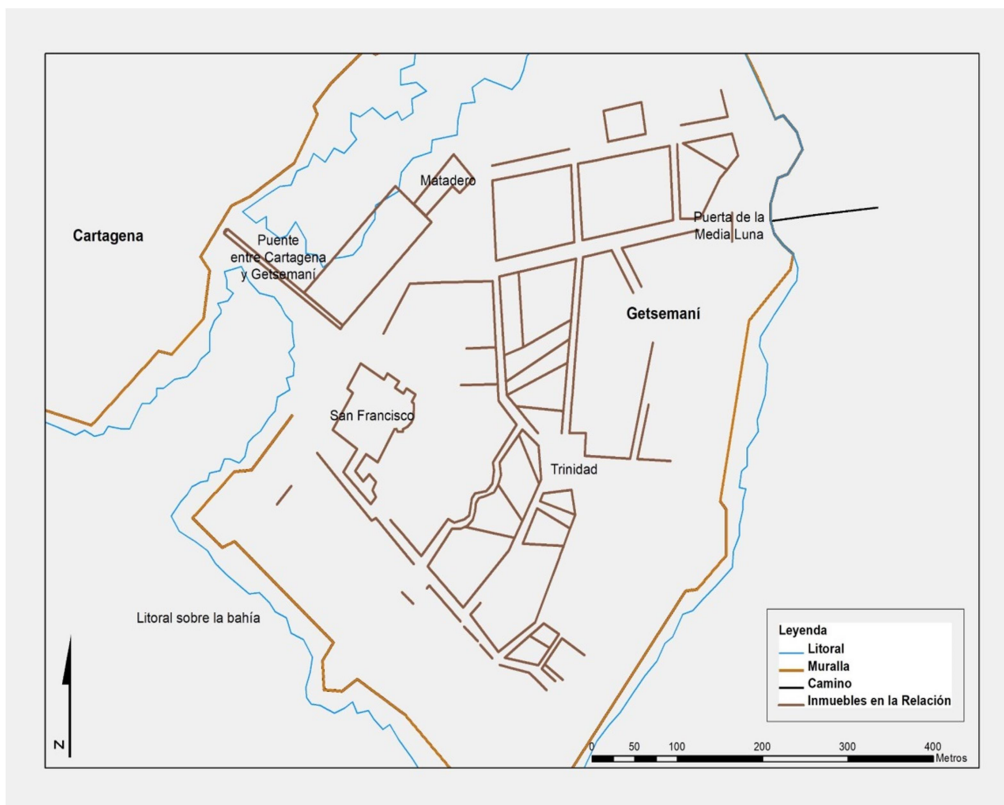 Matadero
Cartagena
Puente
entre Cartagena
y Getsemaní
Puerta de la
Media Luna
Getsemaní
San Francisco
Trinidad
Litoral sobre la bahía
Leyenda
Litoral
Muralla
Camino
Inmuebles en la Relación
N
0 50 100 200 300 400
Metros